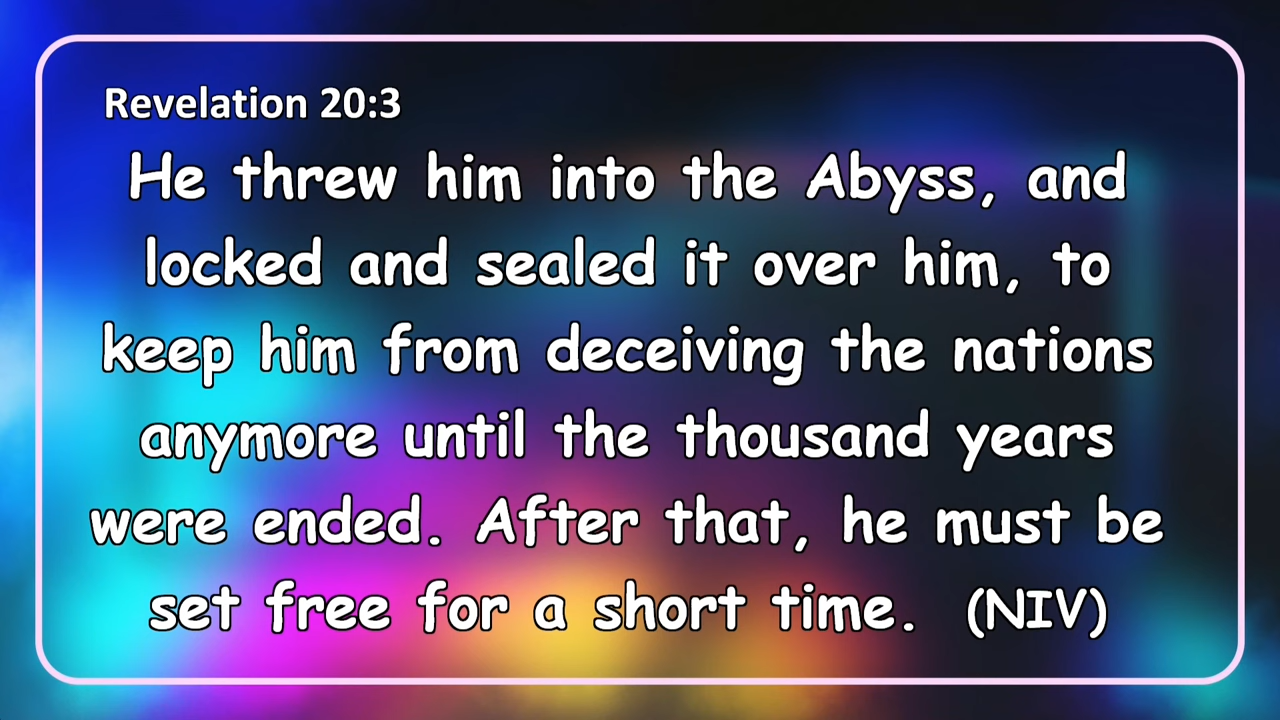 Revelation 20:3
He threw him into the Abyss, and
locked and sealed it over him, to
keep him from deceiving the nations
anymore until the thousand years
were ended. After that, he must be
set free for a short time. (NIV)